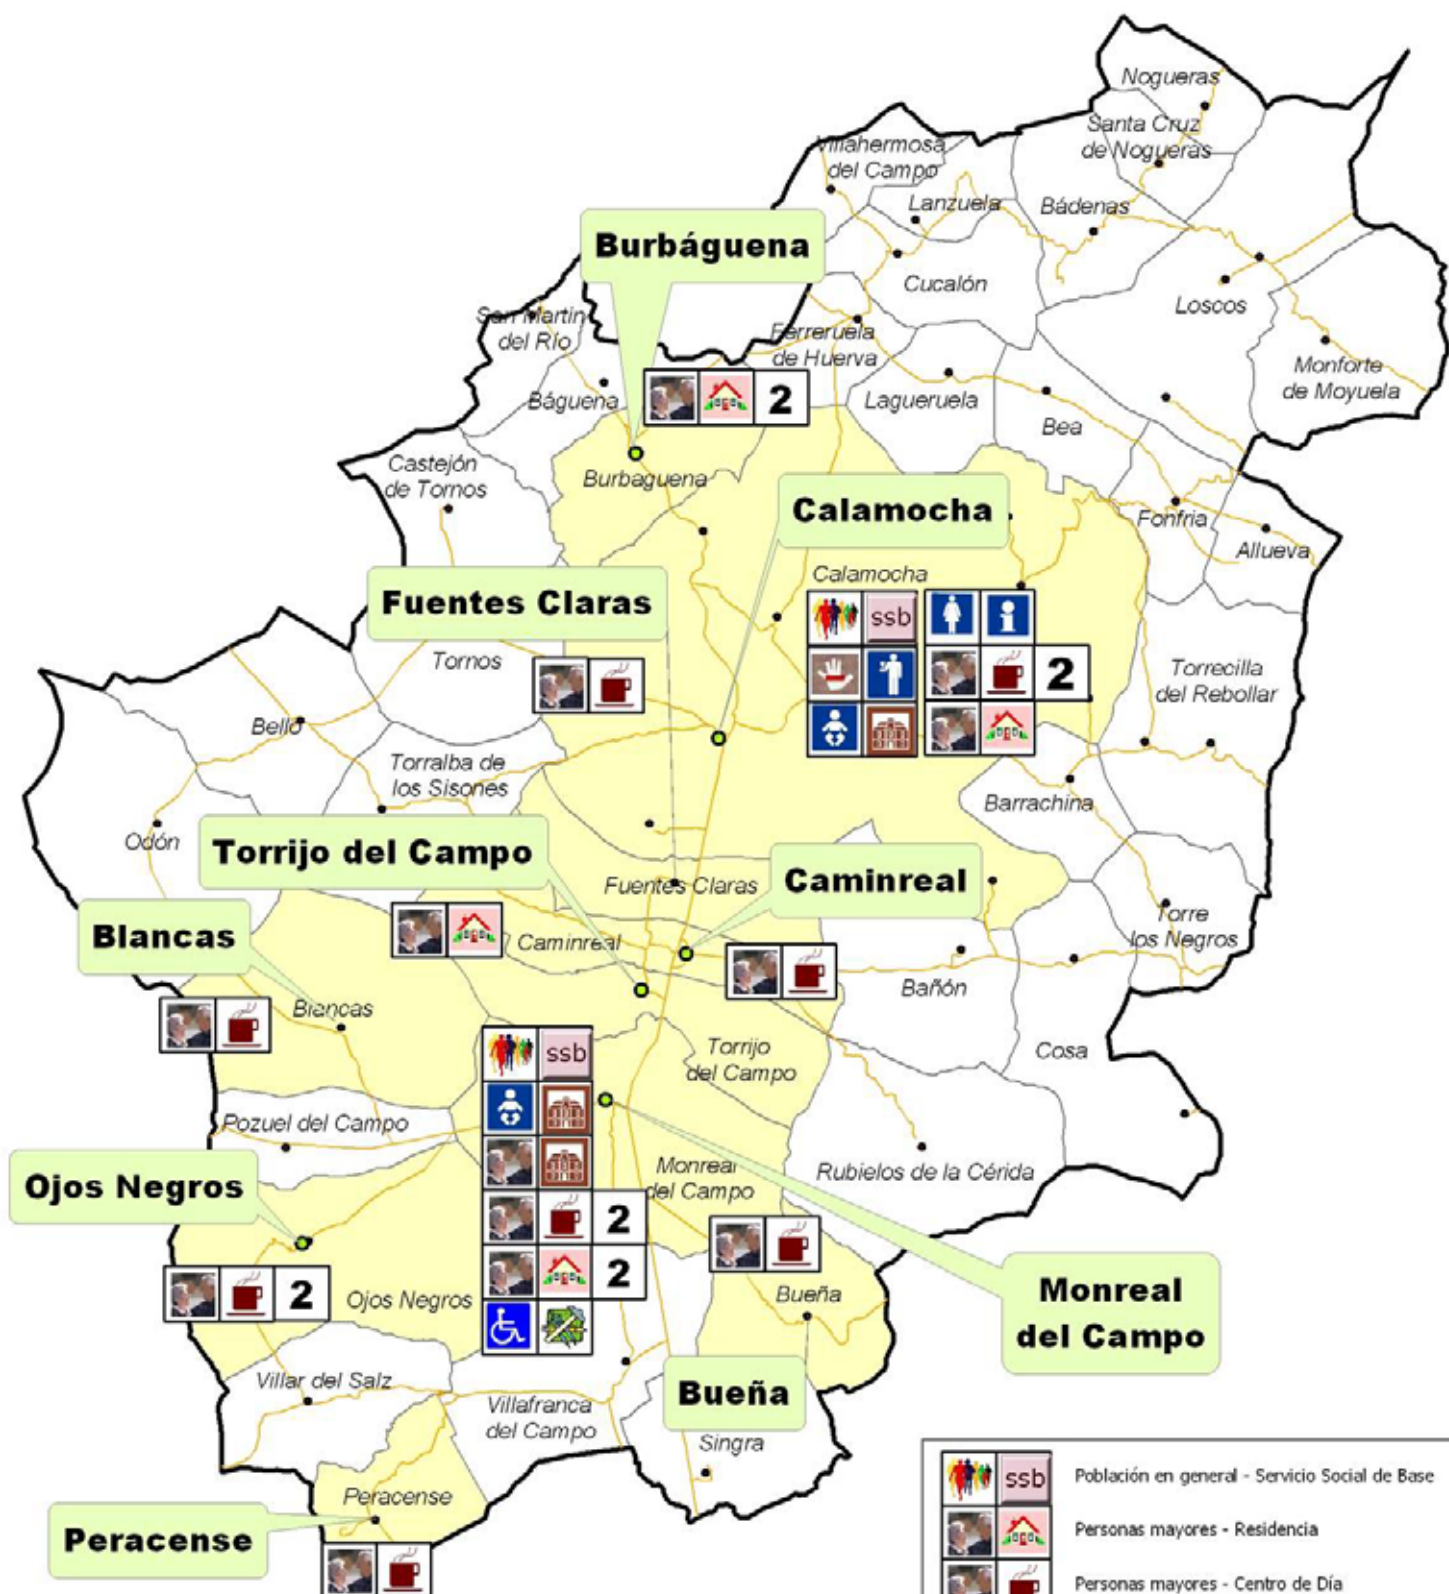 Nogueras
Santa Cruz
de Nogueras
Villahermosa
del Campo
Lanzuela
Bádenas
Burbáguena
Cucalón
Loscos
San Martín
del Río
Ferreruela
de Huerva
Monforte
de Moyuela
Báguena
2
Lagueruela
Bea
Castejón
de Tornos
Burbaguena
Calamocha
Fonfria
Allueva
Calamocha
Fuentes Claras
ssb
Tornos
2
Torrecilla
del Rebollar
Bello
Torralba de
los Sisones
Barrachina
Odón
Torrijo del Campo
Caminreal
Fuentes Claras
Blancas
Caminreal
Torre
los Negros
Bañón
Blancas
ssb
Torrijo
del Campo
Cosa
Pozuel del Campo
Monreal
del Campo
Rubielos de la Cérida
Ojos Negros
2
2
2
Ojos Negros
Bueña
Monreal
del Campo
Villar del Salz
Bueña
Villafranca
del Campo
Singra
Peracense
Peracense
ssb
Población en general - Servicio Social de Base
Personas mayores - Residencia
Personas mayores - Centro de Día